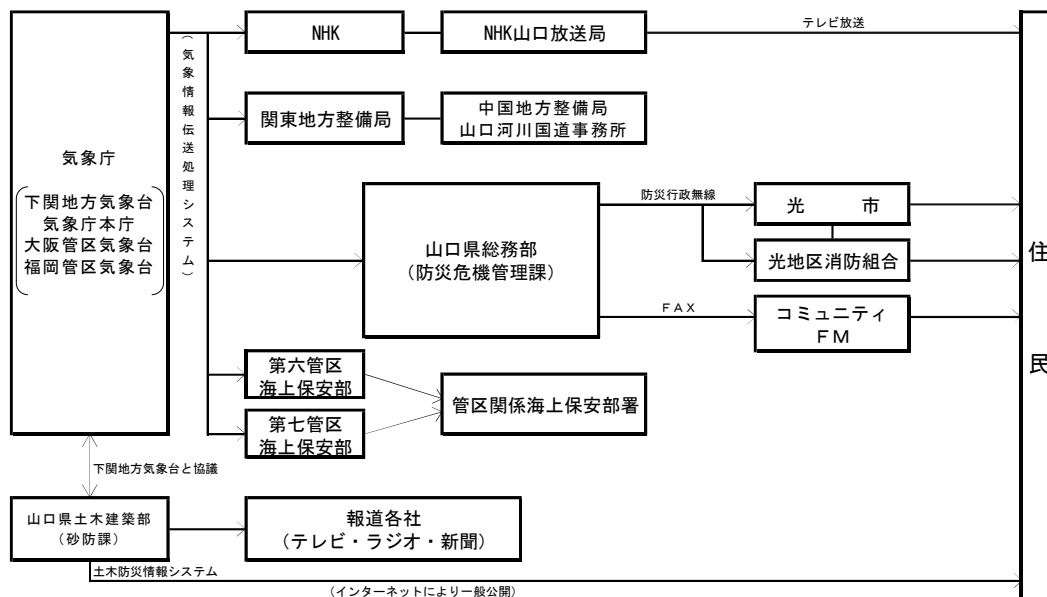 気象庁
下関地方気象台
気象庁本庁
大阪管区気象台
福岡管区気象台
（気象情報伝送処理システム）
NHK
NHK山口放送局
テレビ放送
関東地方整備局
中国地方整備局
山口河川国道事務所
山口県総務部
（防災危機管理課）
防災行政無線
光　　市
光地区消防組合
ＦＡＸ
コミュニティ
ＦＭ
第六管区
海上保安部
第七管区
海上保安部
管区関係海上保安部署
住民
下関地方気象台と協議
山口県土木建築部
（砂防課）
報道各社
（テレビ・ラジオ・新聞）
土木防災情報システム
（インターネットにより一般公開）